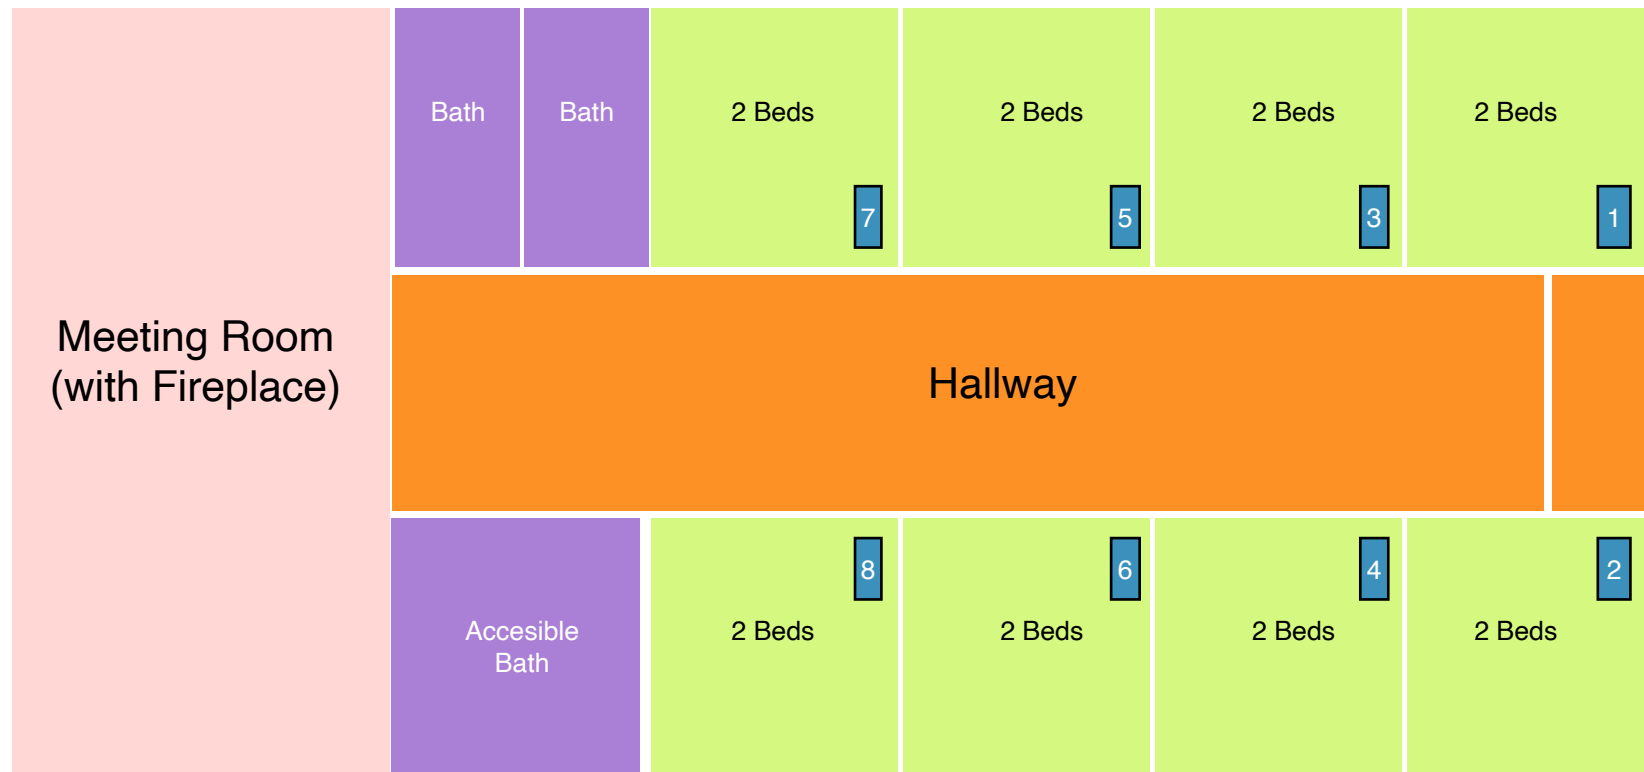 Bath
Bath
2 Beds
2 Beds
2 Beds
2 Beds
7
5
3
1
Meeting Room
(with Fireplace)
Hallway
8
6
4
2
Accesible
Bath
2 Beds
2 Beds
2 Beds
2 Beds